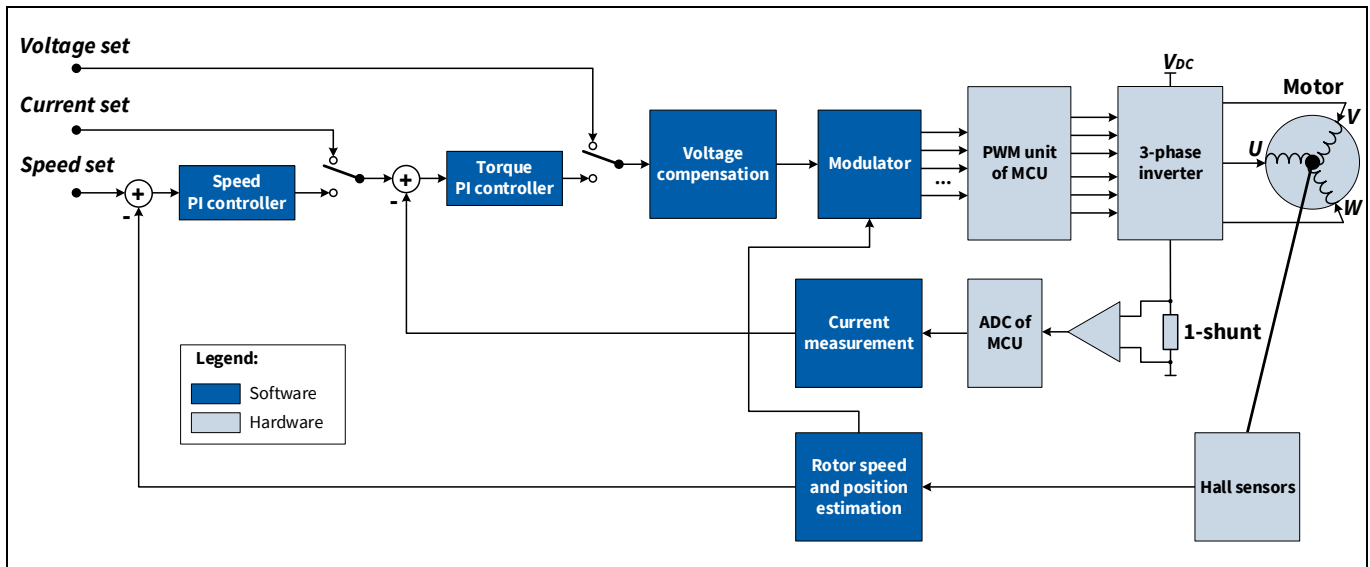 Voltage set
Current set
Speed set
+
-
Speed
PI controller
+
-
Torque
PI controller
Voltage
compensation
Modulator
...
PWM unit
of MCU
VDC
3-phase
inverter
Motor
V
U
W
Current
measurement
ADC of
MCU
1-shunt
Legend:
Software
Hardware
Rotor speed
and position
estimation
Hall sensors